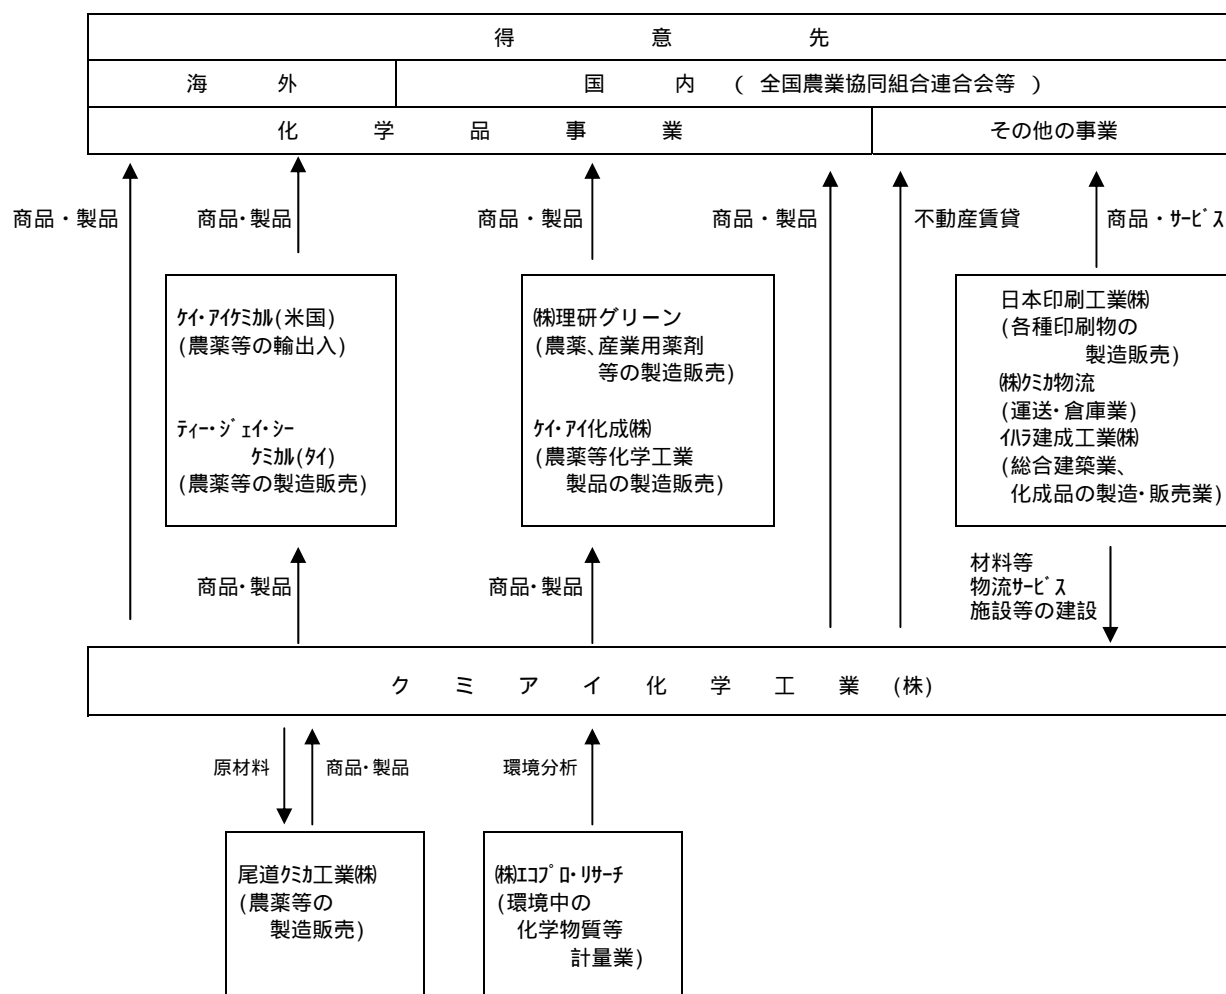 得 意 先
海 外
国 内 ( 全国農業協同組合連合会等 )
化 学 品 事 業
その他の事業
商品・製品
商品・製品
商品・製品
商品・製品
不動産賃貸
商品・サービス
ケイ・アイケミカル(米国)
(農薬等の輸出入)
ティー・ジェイ・シー
ケミカル(タイ)
(農薬等の製造販売)
㈱理研グリーン
(農薬、産業用薬剤
等の製造販売)
ケイ・アイ化成㈱
(農薬等化学工業
製品の製造販売)
日本印刷工業㈱
(各種印刷物の
製造販売)
㈱クミカ物流
(運送・倉庫業)
イハラ建成工業㈱
(総合建築業、
化成品の製造・販売業)
商品・製品
商品・製品
材料等
物流サービス
施設等の建設
ク ミ ア イ 化 学 工 業 (株)
原材料
商品・製品
環境分析
尾道クミカ工業㈱
(農薬等の
製造販売)
㈱エコプロ・リサーチ
(環境中の
化学物質等
計量業)